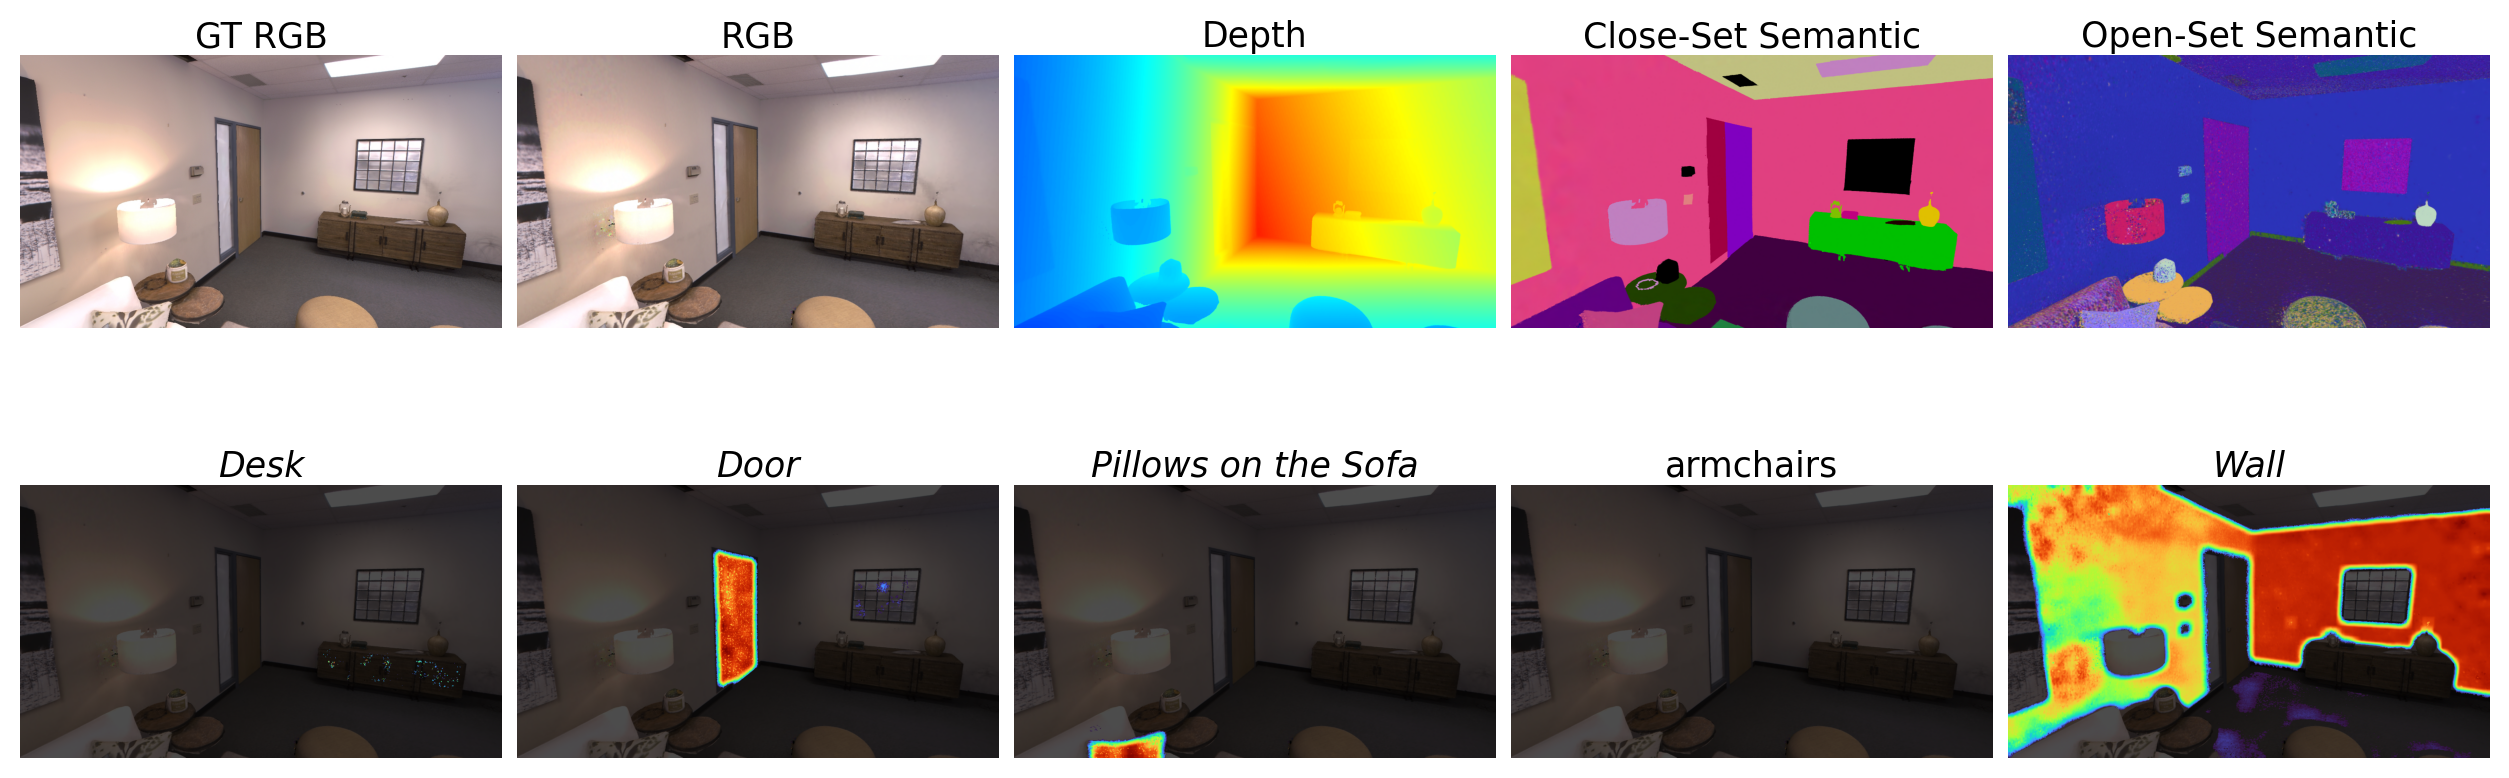 GT RGB
RGB
Depth
Close-Set Semantic
Open-Set Semantic
Desk
Door
Pillows on the Sofa
armchairs
Wall